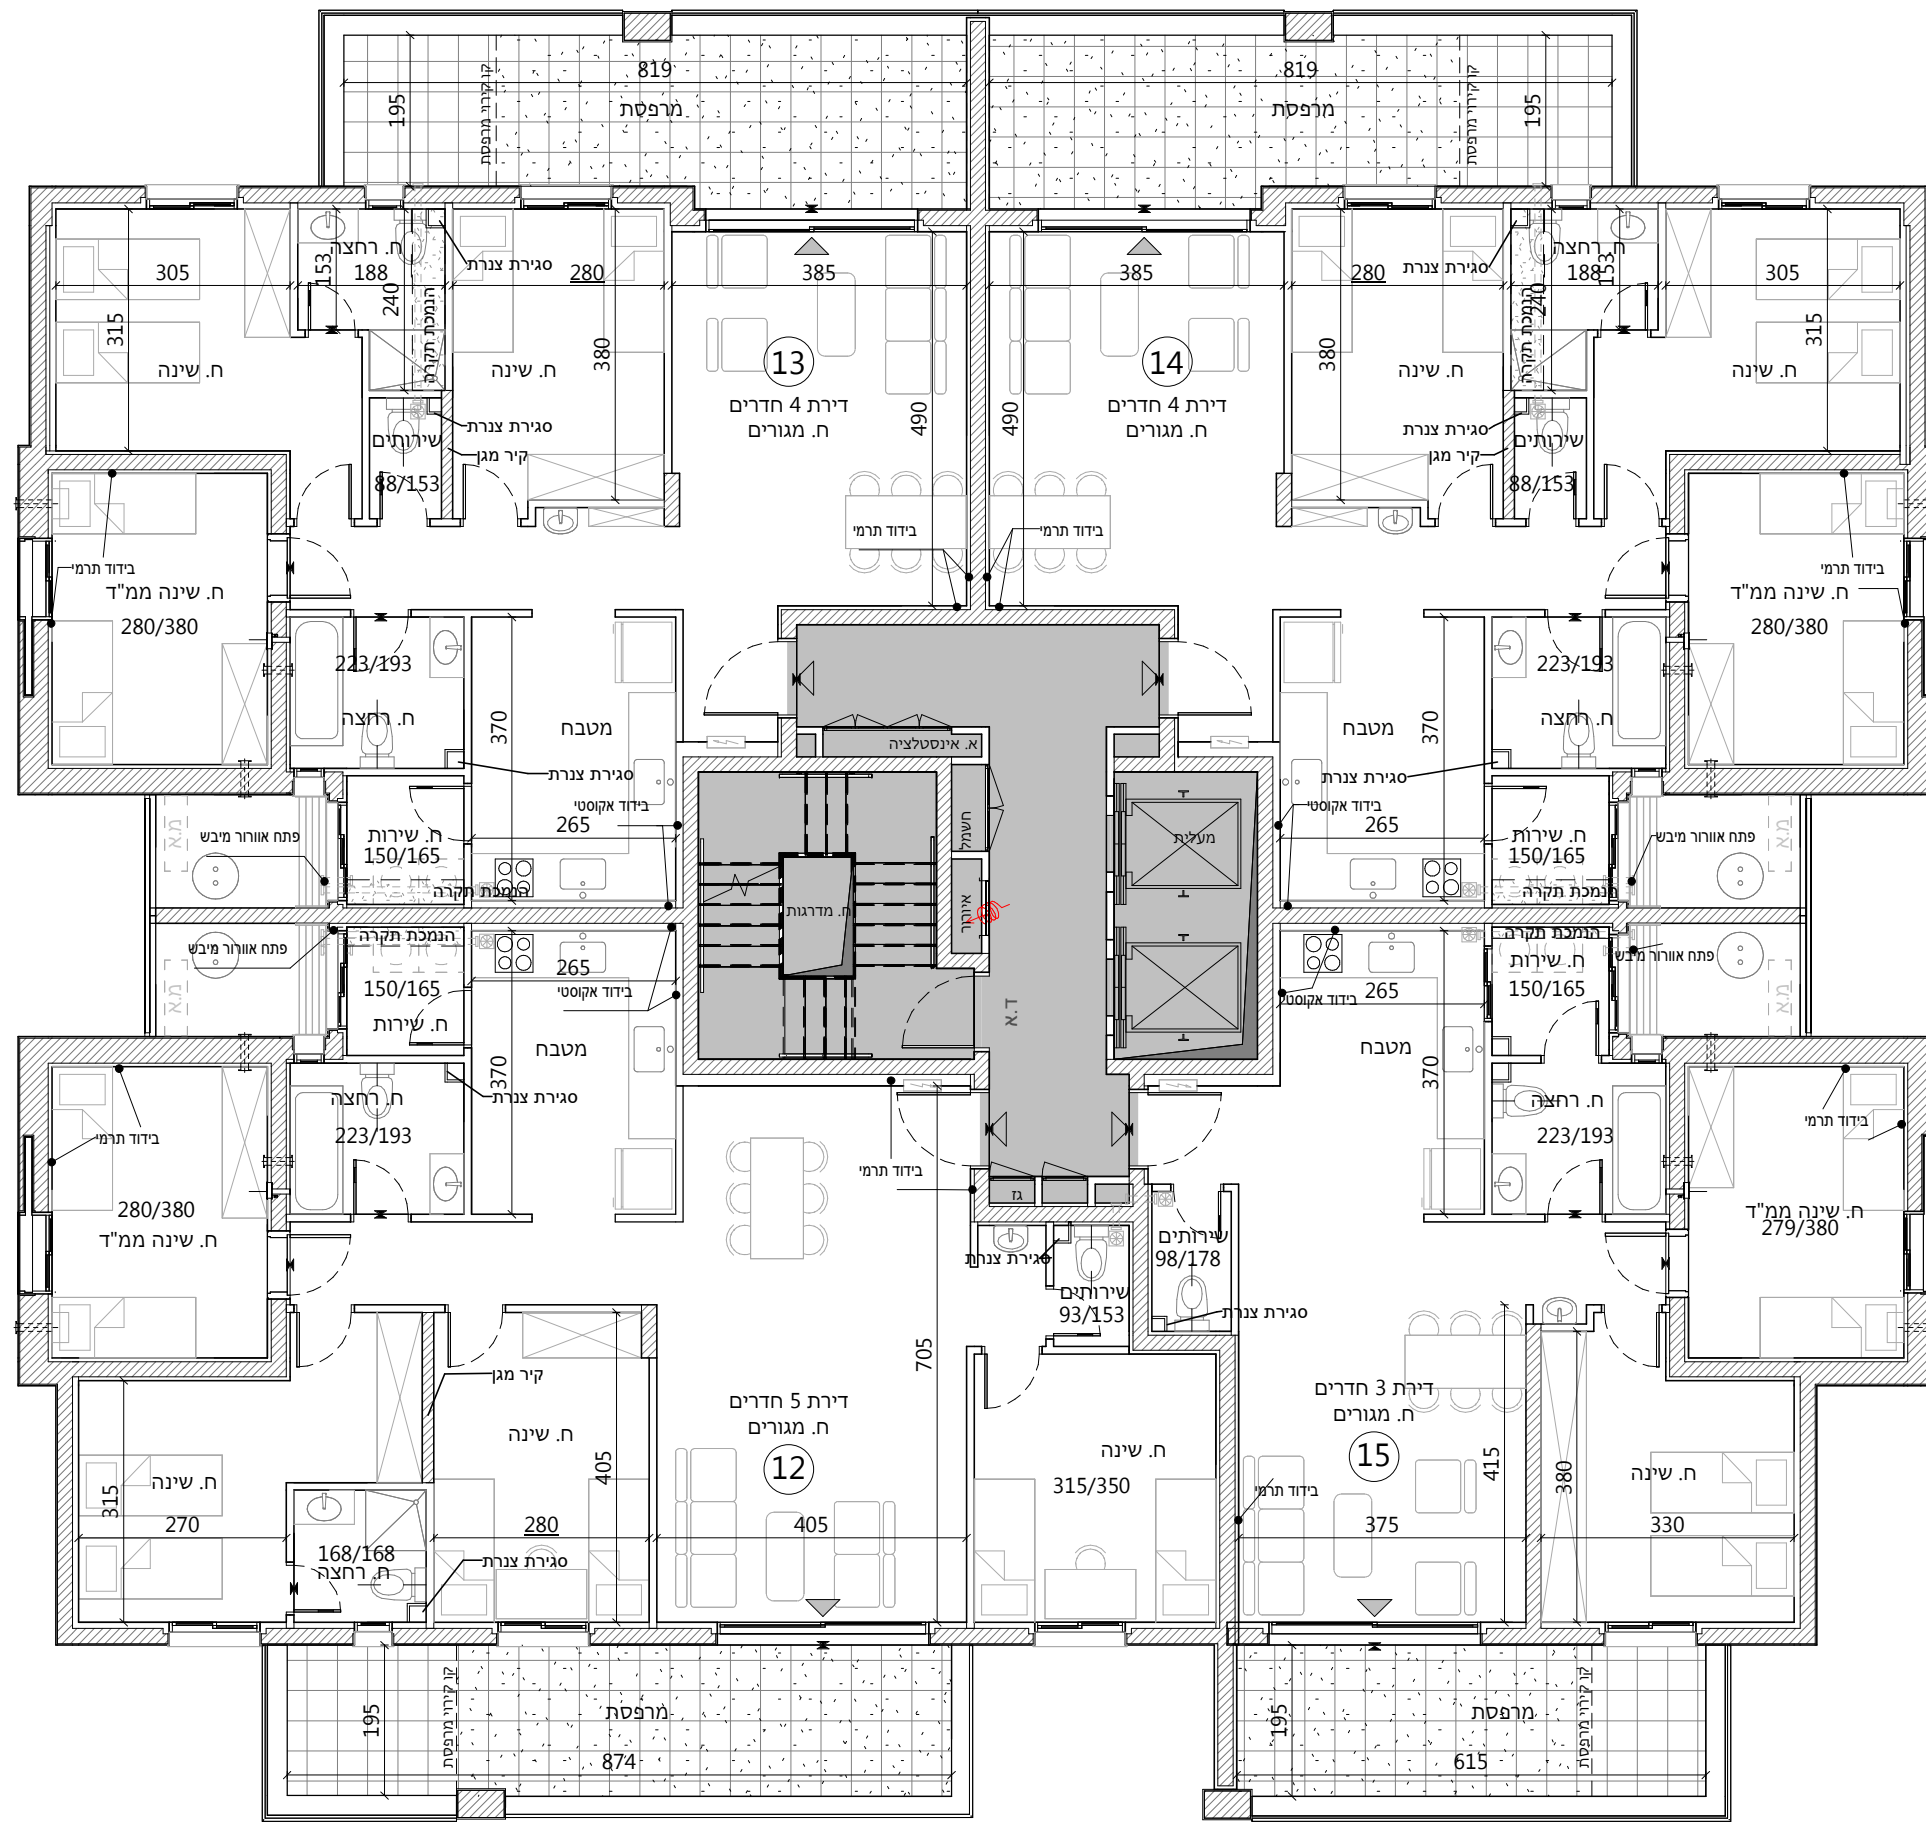 819
819
מרפסת
מרפסת
195
195
קו קירוי מרפסת
קו קירוי מרפסת
ח. רחצה
188
153
240
305
315
ח. שינה
הנמכת תקרה
סגירת צנרת
280
380
ח. שינה
385
490
13
דירת 4 חדרים
ח. מגורים
385
490
14
דירת 4 חדרים
ח. מגורים
280
380
ח. שינה
סגירת צנרת
הנמכת תקרה
240
ח. רחצה
188
153
305
315
ח. שינה
סגירת צנרת
שירותים
קיר מגן
88/153
סגירת צנרת
שירותים
קיר מגן
88/153
בידוד תרמי
בידוד תרמי
בידוד תרמי
ח. שינה ממ"ד
280/380
בידוד תרמי
ח. שינה ממ"ד
280/380
223/193
ח. רחצה
סגירת צנרת
370
מטבח
מטבח
370
223/193
ח. רחצה
סגירת צנרת
א. אינסטלציה
חשמל
איוורור
מעלית
ח. מדרגות
ד.א
בידוד אקוסטי
265
בידוד אקוסטי
265
מ.א
פתח אוורור מיבש
ח. שירות
150/165
הנמכת תקרה
ח. שירות
150/165
הנמכת תקרה
פתח אוורור מיבש
מ.א
מ.א
פתח אוורור מיבש
הנמכת תקרה
150/165
ח. שירות
265
בידוד אקוסטי
מטבח
370
הנמכת תקרה
ח. שירות
150/165
פתח אוורור מיבש
מ.א
265
בידוד אקוסטי
מטבח
370
ח. רחצה
223/193
סגירת צנרת
ח. רחצה
223/193
בידוד תרמי
280/380
ח. שינה ממ"ד
בידוד תרמי
ח. שינה ממ"ד
279/380
בידוד תרמי
גז
סגירת צנרת
שירותים
93/153
שירותים
98/178
סגירת צנרת
קיר מגן
ח. שינה
315
270
168/168
ח. רחצה
סגירת צנרת
ח. שינה
405
280
705
דירת 5 חדרים
ח. מגורים
12
405
ח. שינה
315/350
בידוד תרמי
דירת 3 חדרים
ח. מגורים
15
415
375
380
ח. שינה
330
195
קו קירוי מרפסת
מרפסת
874
195
מרפסת
קו קירוי מרפסת
615